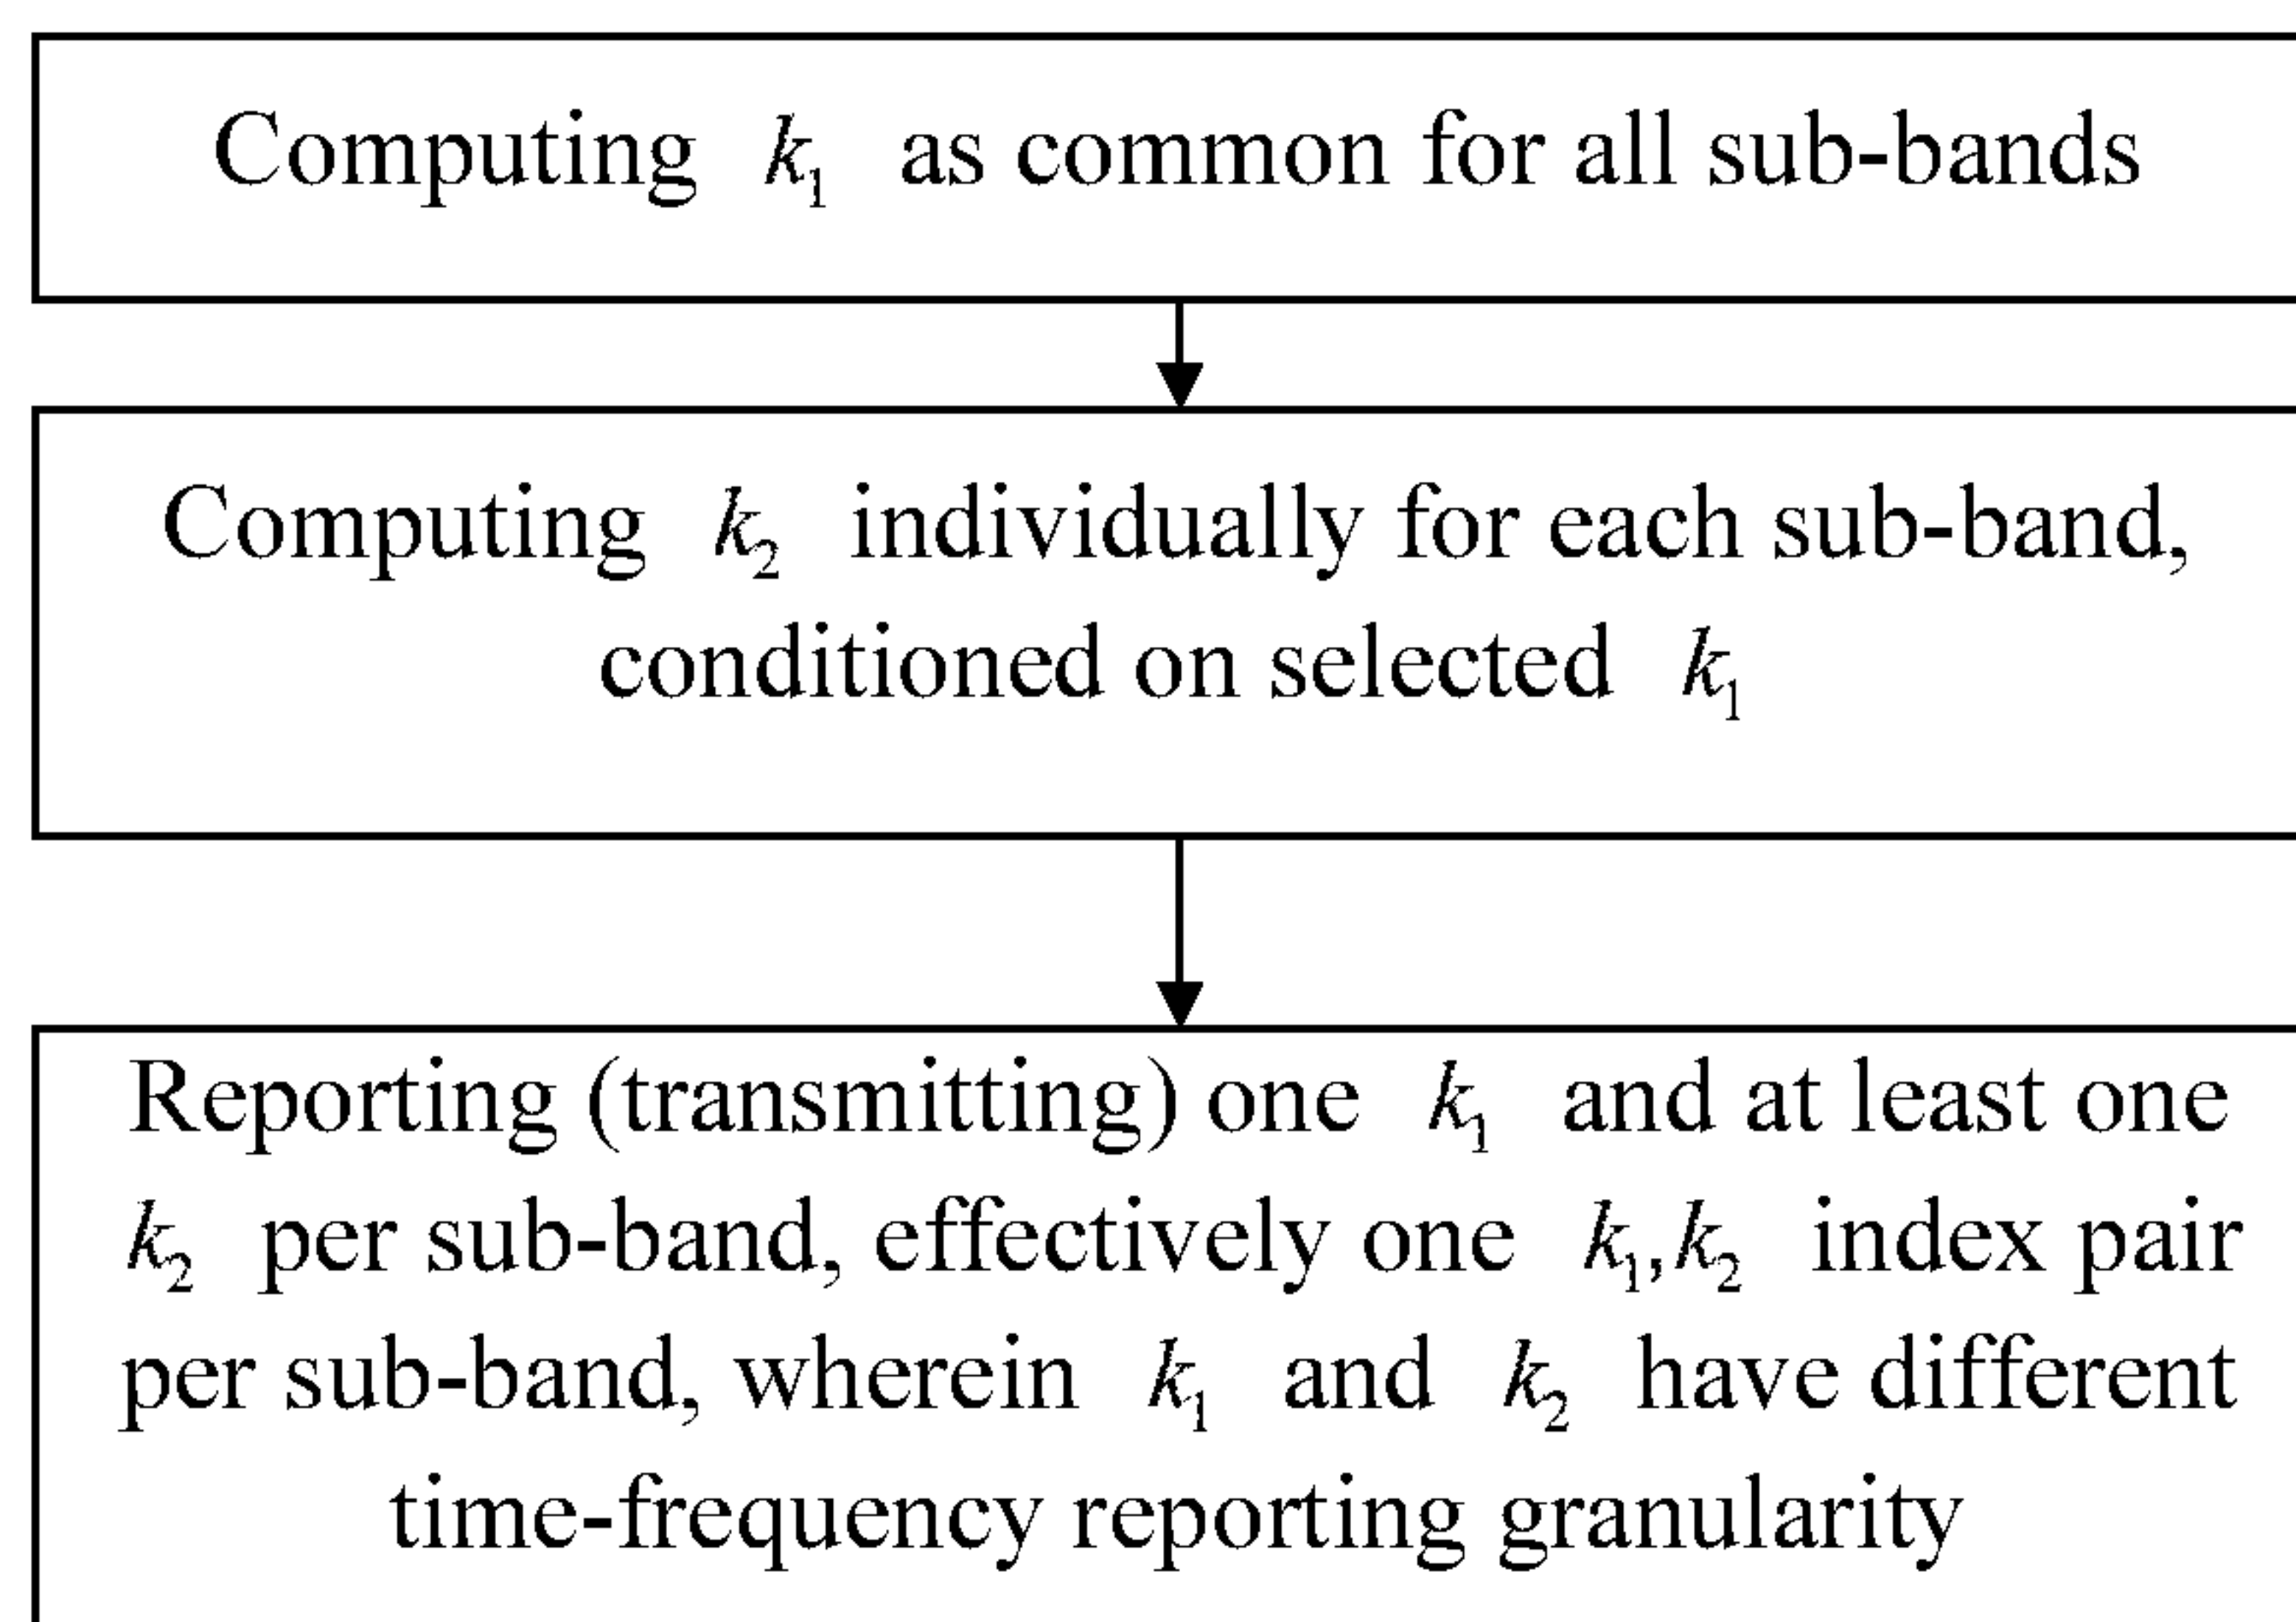 Computing k₁ as common for all sub-bands
Computing k₂ individually for each sub-band,
conditioned on selected k₁
Reporting (transmitting) one k₁ and at least one
k₂ per sub-band, effectively one k₁,k₂ index pair
per sub-band, wherein k₁ and k₂ have different
time-frequency reporting granularity